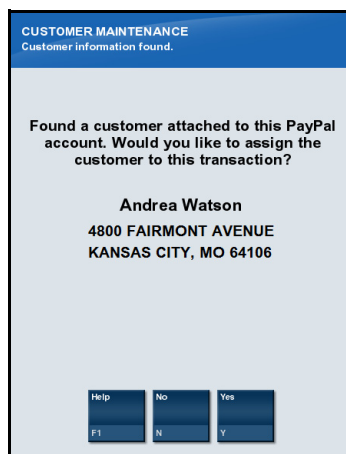 CUSTOMER MAINTENANCE
Customer information found.
Found a customer attached to this PayPal
account. Would you like to assign the
customer to this transaction?
Andrea Watson
4800 FAIRMONT AVENUE
KANSAS CITY, MO 64106
Help No Yes
F1 N Y